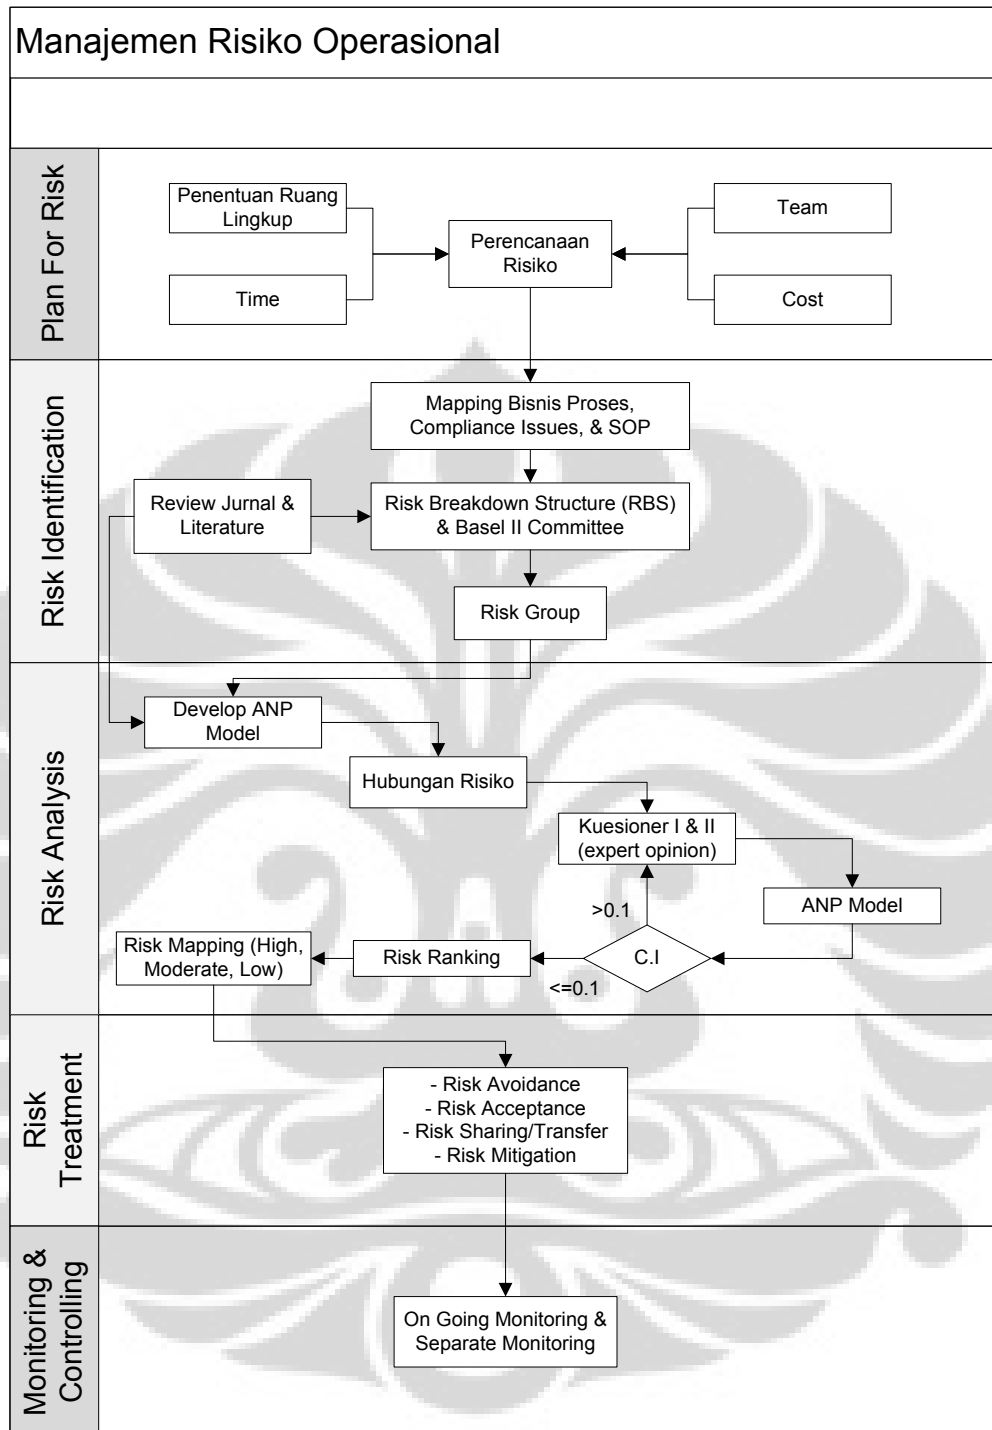 Manajemen Risiko Operasional
Plan For Risk
Penentuan Ruang
Lingkup
Time
Perencanaan
Risiko
Team
Cost
Risk Identification
Mapping Bisnis Proses,
Compliance Issues, & SOP
Review Jurnal &
Literature
Risk Breakdown Structure (RBS)
& Basel II Committee
Risk Group
Risk Analysis
Develop ANP
Model
Hubungan Risiko
Kuesioner I & II
(expert opinion)
ANP Model
>0.1
C.I
<=0.1
Risk Ranking
Risk Mapping (High,
Moderate, Low)
Risk
Treatment
- Risk Avoidance
- Risk Acceptance
- Risk Sharing/Transfer
- Risk Mitigation
Monitoring &
Controlling
On Going Monitoring &
Separate Monitoring